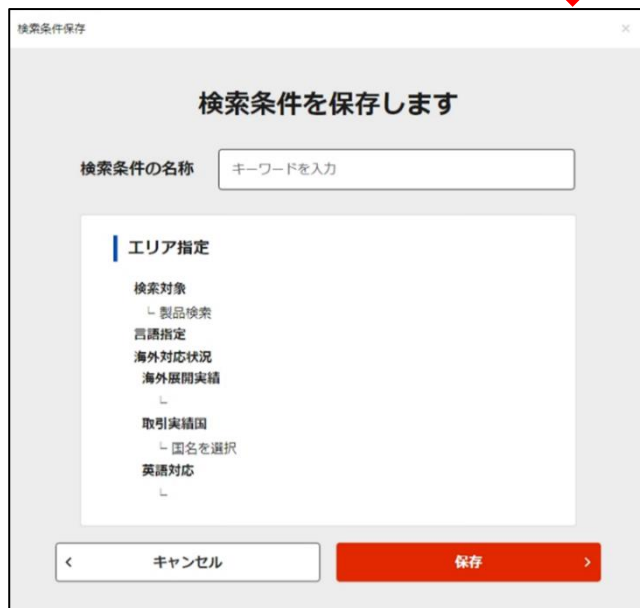 検索条件保存
×
検索条件を保存します
検索条件の名称 キーワードを入力
エリア指定
検索対象
└ 製品検索
言語指定
海外対応状況
海外展開実績
└
取引実績国
└ 国名を選択
英語対応
└
< キャンセル 保存 >